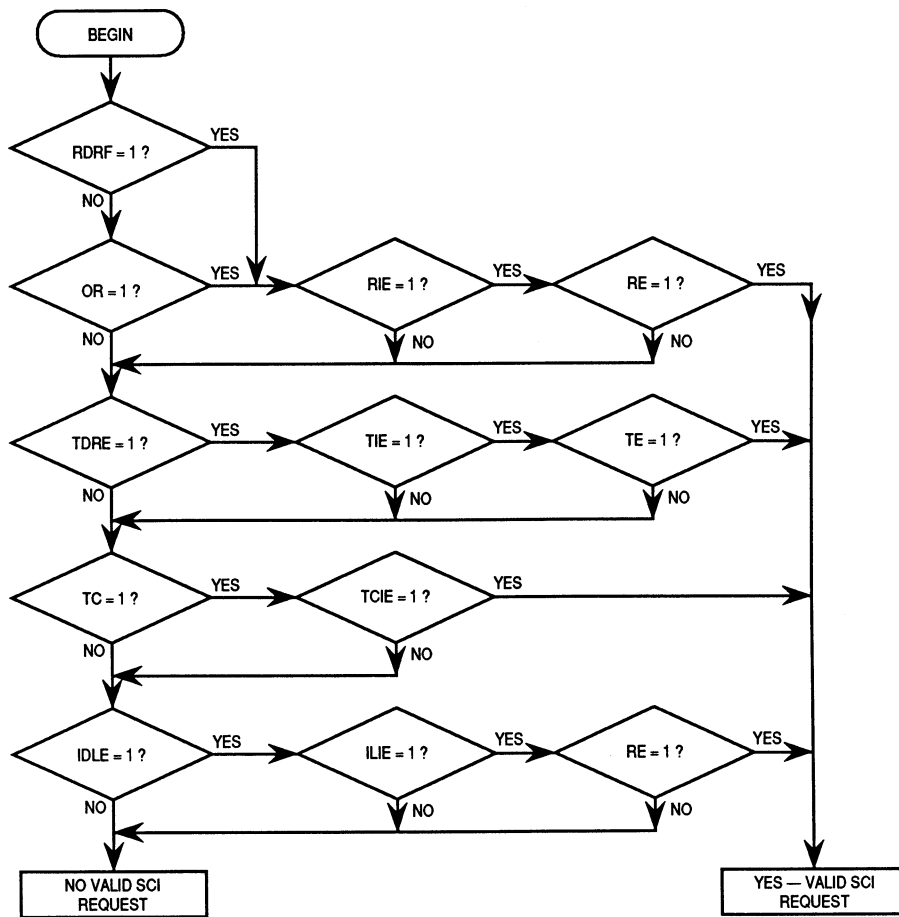 BEGIN
RDRF = 1 ?
YES
NO
OR = 1 ?
YES
RIE = 1 ?
YES
RE = 1 ?
YES
NO
NO
NO
TDRE = 1 ?
YES
TIE = 1 ?
YES
TE = 1 ?
YES
NO
NO
NO
TC = 1 ?
YES
TCIE = 1 ?
YES
NO
NO
IDLE = 1 ?
YES
ILIE = 1 ?
YES
RE = 1 ?
YES
NO
NO
NO
NO VALID SCI
REQUEST
YES — VALID SCI
REQUEST